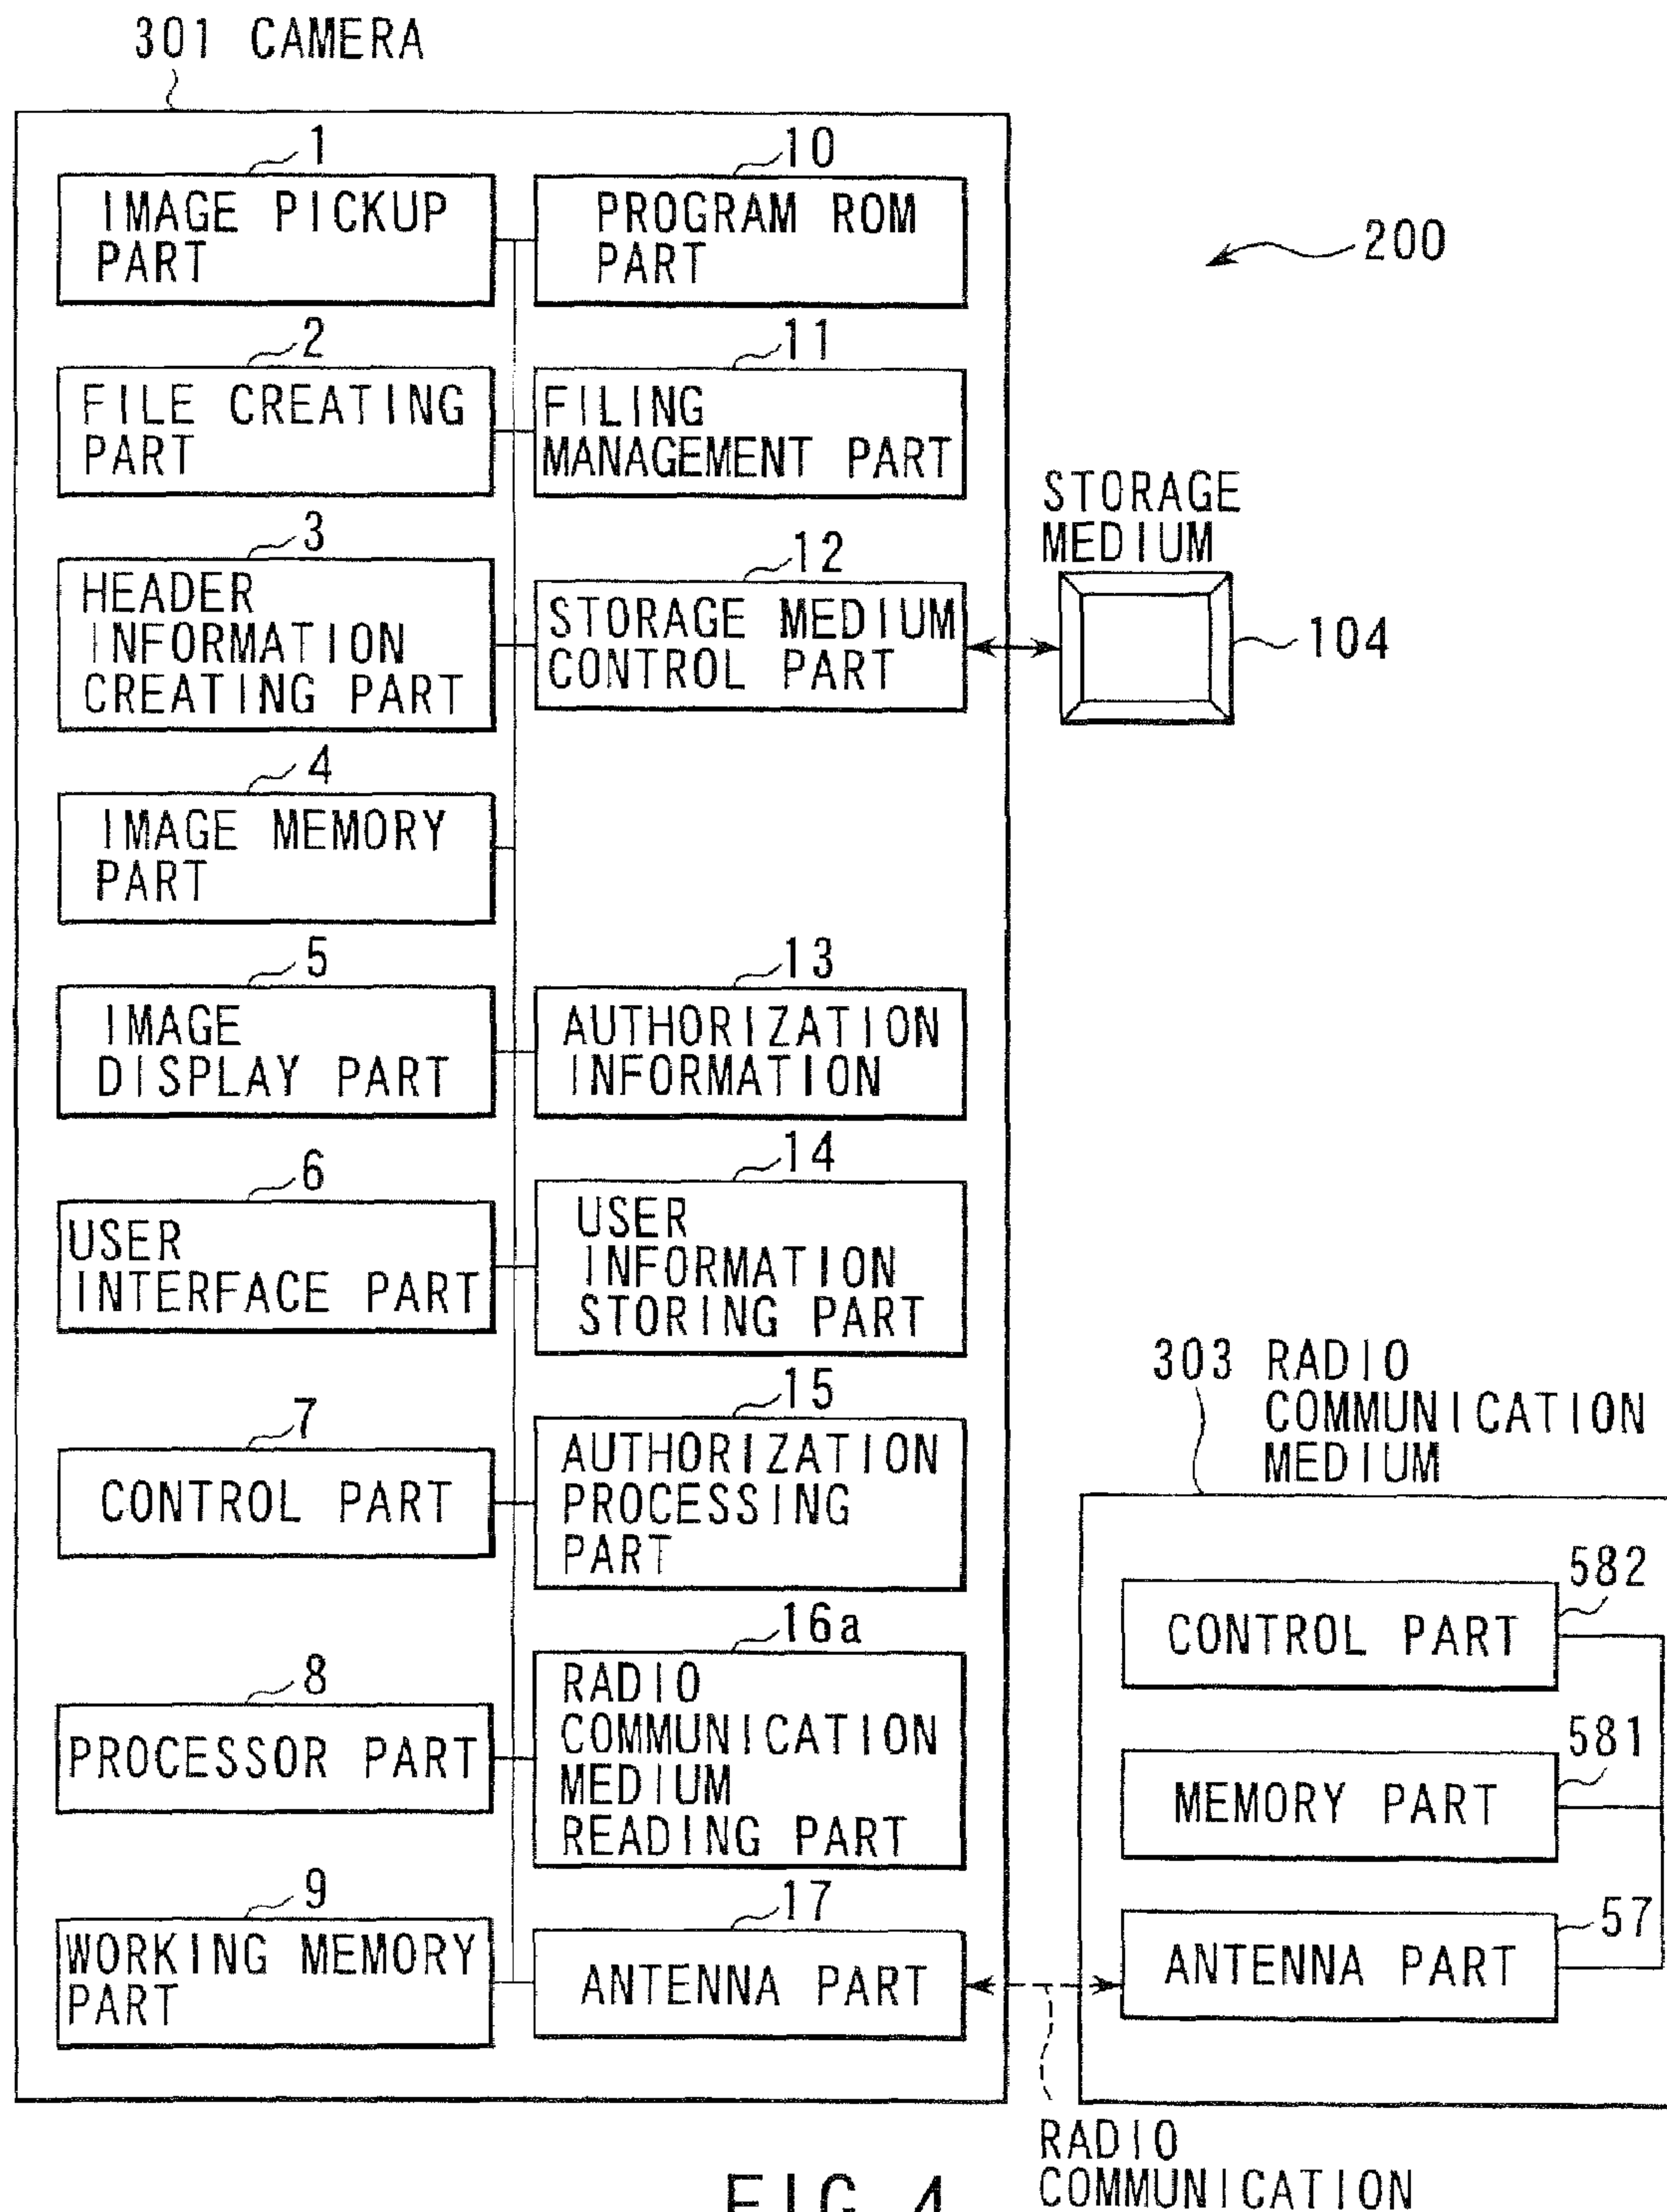 301 CAMERA
1
IMAGE PICKUP
PART
2
FILE CREATING
PART
3
HEADER
INFORMATION
CREATING PART
4
IMAGE MEMORY
PART
5
IMAGE
DISPLAY PART
6
USER
INTERFACE PART
7
CONTROL PART
8
PROCESSOR PART
9
WORKING MEMORY
PART
10
PROGRAM ROM
PART
11
FILING
MANAGEMENT PART
12
STORAGE MEDIUM
CONTROL PART
13
AUTHORIZATION
INFORMATION
14
USER
INFORMATION
STORING PART
15
AUTHORIZATION
PROCESSING
PART
16a
RADIO
COMMUNICATION
MEDIUM
READING PART
17
ANTENNA PART
200
STORAGE
MEDIUM
104
303 RADIO
COMMUNICATION
MEDIUM
582
CONTROL PART
581
MEMORY PART
57
ANTENNA PART
RADIO
COMMUNICATION
FIG. 4